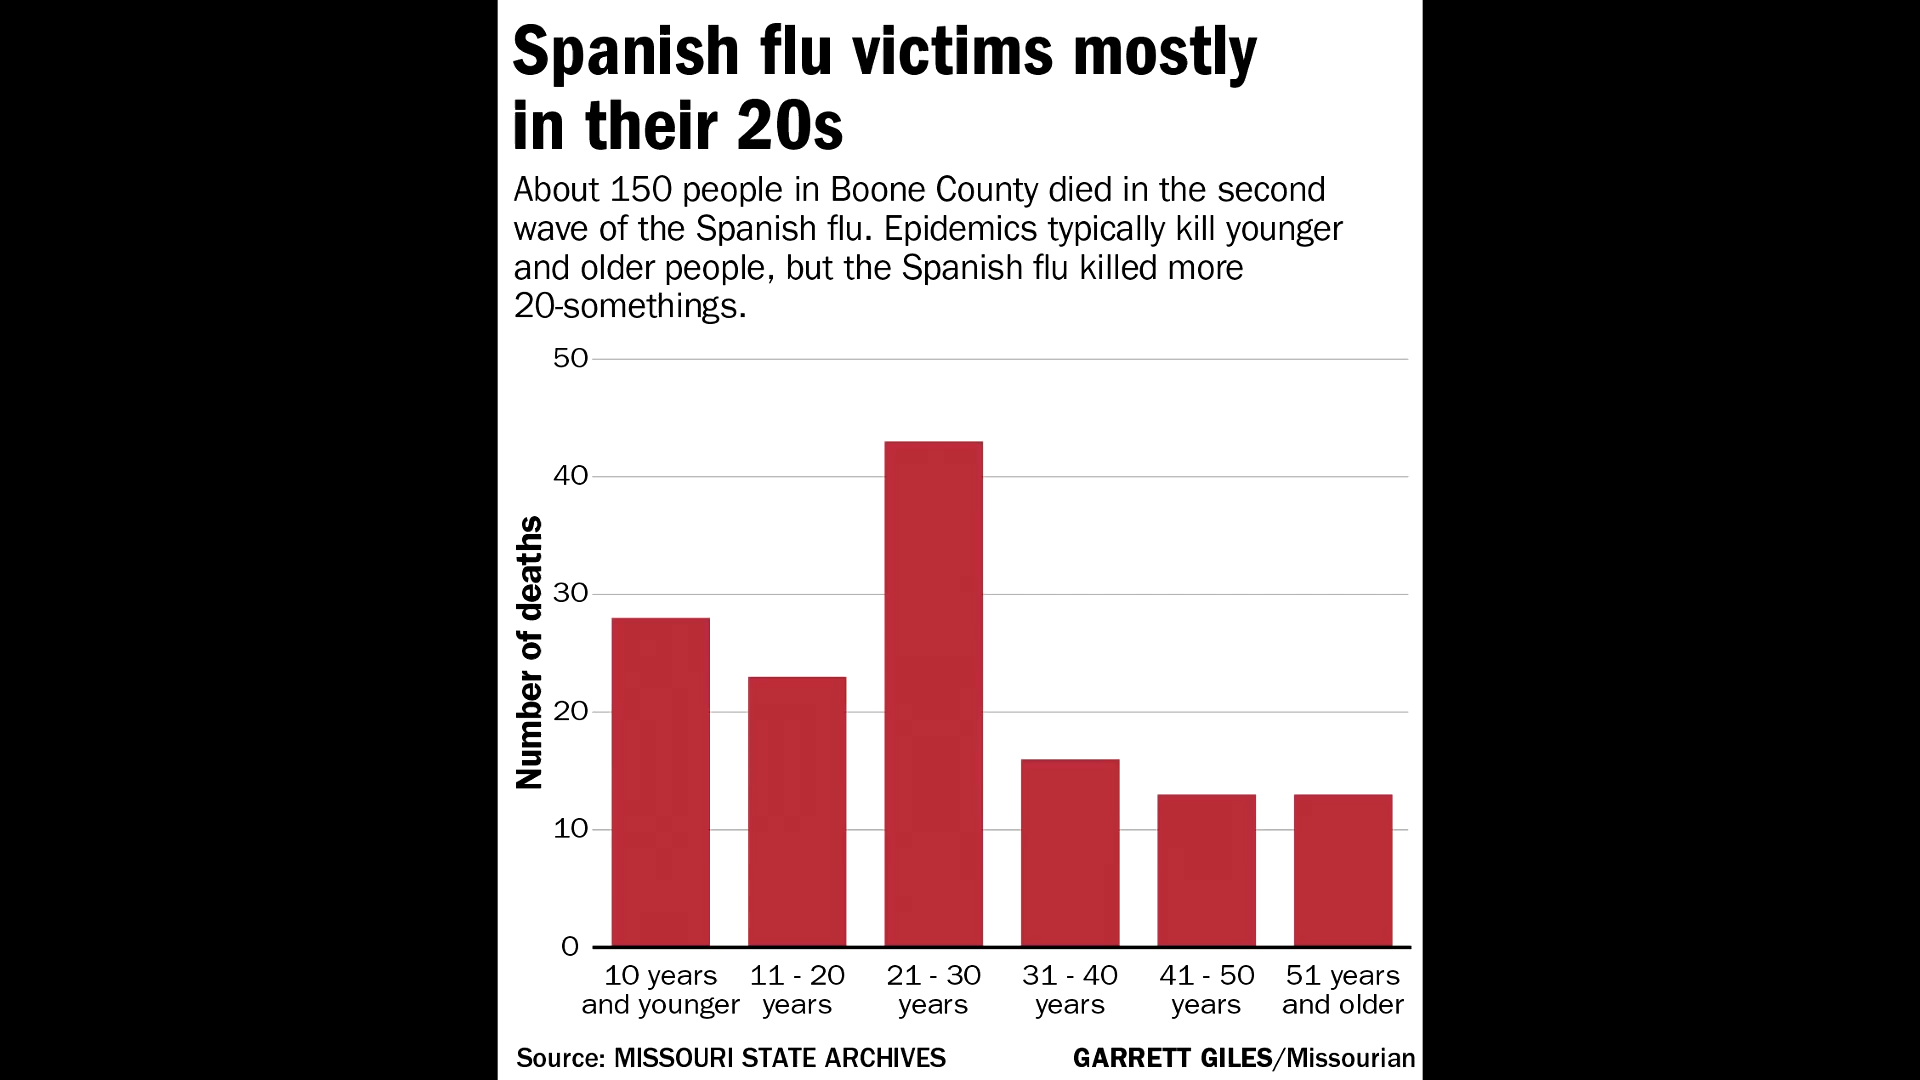 Spanish flu victims mostly
in their 20s
About 150 people in Boone County died in the second
wave of the Spanish flu. Epidemics typically kill younger
and older people, but the Spanish flu killed more
20-somethings.
Number of deaths
50
40
30
20
10
0
10 years
and younger
11 - 20
years
21 - 30
years
31 - 40
years
41 - 50
years
51 years
and older
Source: MISSOURI STATE ARCHIVES
GARRETT GILES/Missourian